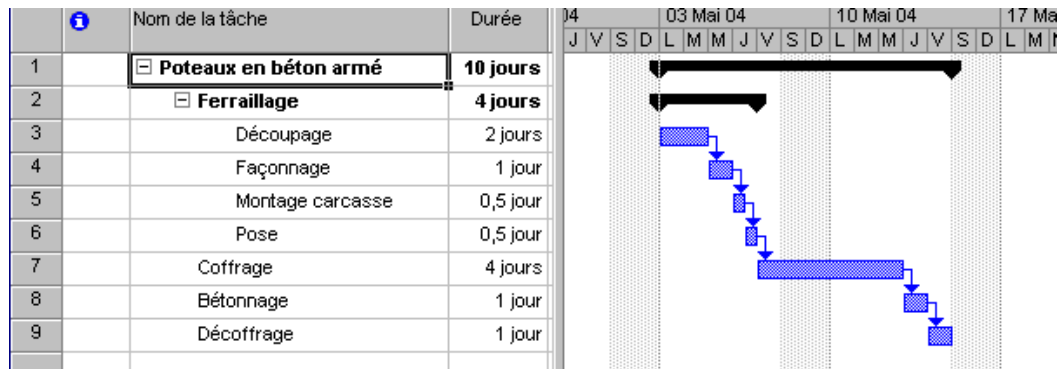 Nom de la tâche Durée 04 03 Mai 04 10 Mai 04
J V S D L M M J V S D L M M J V S D L M
1 Poteaux en béton armé 10 jours
2 Ferraillage 4 jours
3 Découpage 2 jours
4 Façonnage 1 jour
5 Montage carcasse 0,5 jour
6 Pose 0,5 jour
7 Coffrage 4 jours
8 Bétonnage 1 jour
9 Décoffrage 1 jour